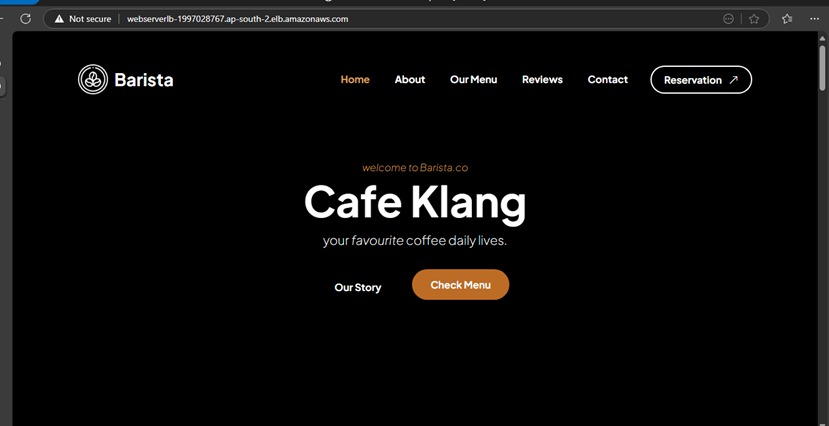 Not secure
webserverlb-1997028767.ap-south-2.elb.amazonaws.com
Barista
Home
About
Our Menu
Reviews
Contact
Reservation
welcome to Barista.co
Cafe Klang
your favourite coffee daily lives.
Our Story
Check Menu